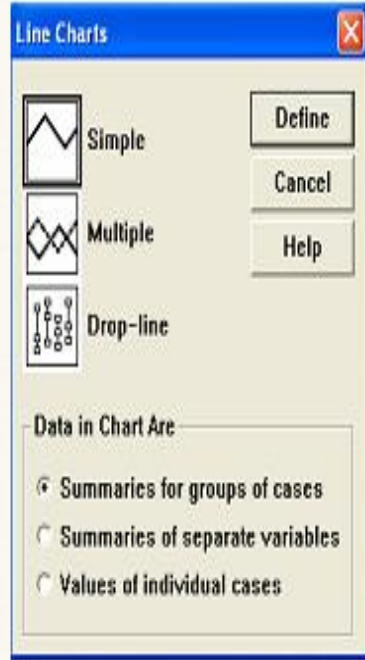 Line Charts
Simple
Define
Cancel
Multiple
Help
Drop-line
Data in Chart Are
Summaries for groups of cases
Summaries of separate variables
Values of individual cases